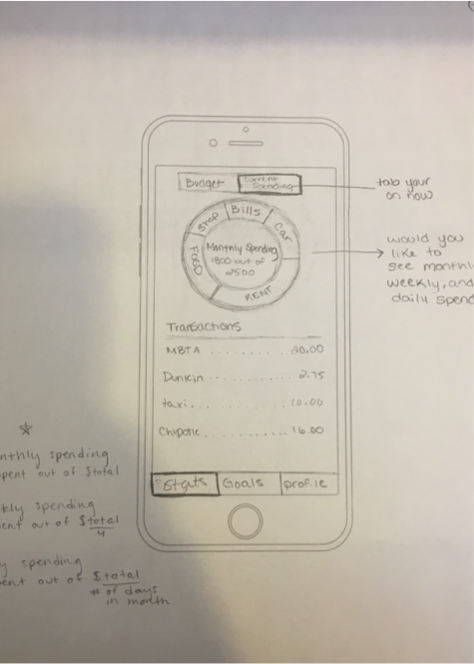 Budget
Current Spending
tab your
on now
Shop
Bills
Car
Food
RENT
Monthly Spending
1800 out of
2500
would you
like to
see monthl
weekly, and
daily spend
Transactions
MBTA ........ 20.00
Dunkin ........ 2.75
taxi ........ 10.00
Chipotle ........ 16.00
Stats
Goals
profile
nthly spending
pent out of $total
kly spending
ent out of $total
4
y spending
ent out of $total
# of days
in month